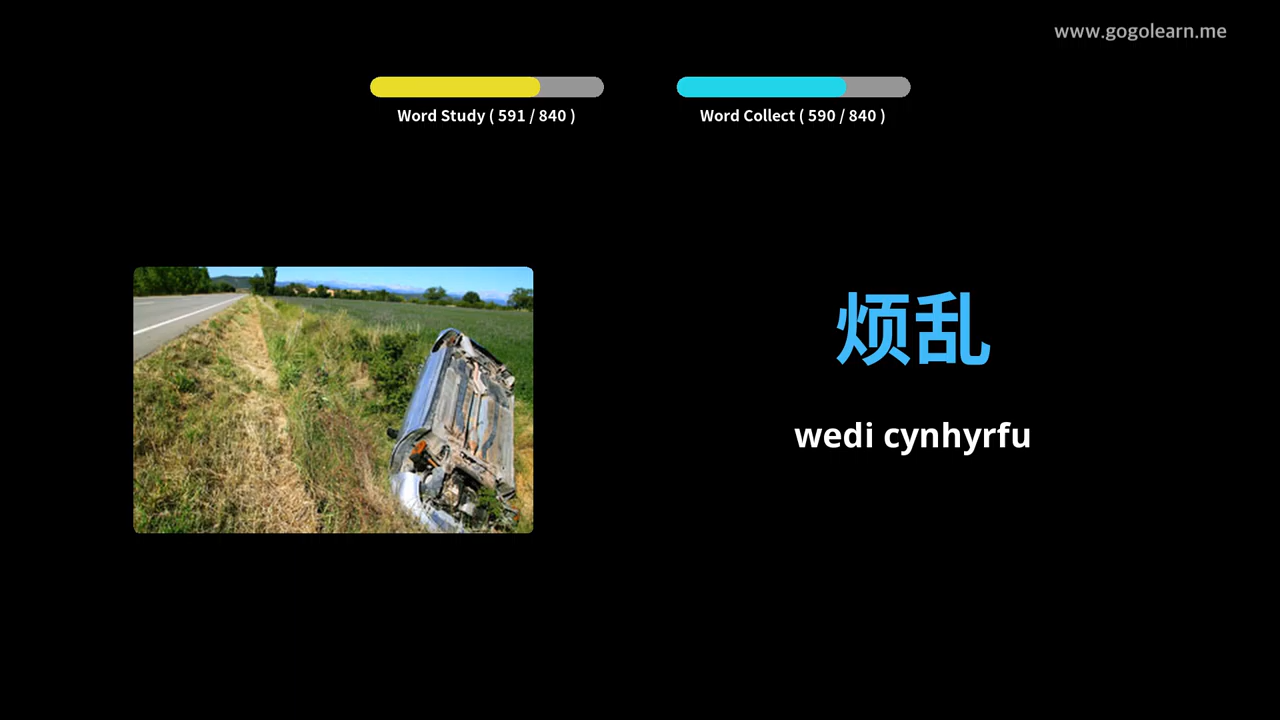 www.gogolearn.me
Word Study ( 591 / 840 )
Word Collect ( 590 / 840 )
烦乱
wedi cynhyrfu